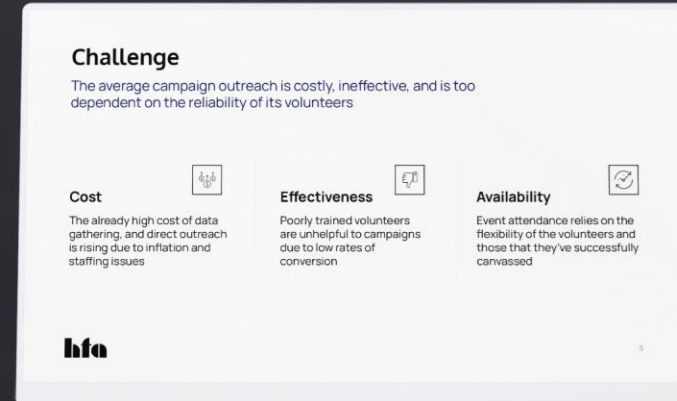 Challenge
The average campaign outreach is costly, ineffective, and is too
dependent on the reliability of its volunteers
Cost
The already high cost of data
gathering, and direct outreach
is rising due to inflation and
staffing issues
Effectiveness
Poorly trained volunteers
are unhelpful to campaigns
due to low rates of
conversion
Availability
Event attendance relies on the
flexibility of the volunteers and
those that they've successfully
canvassed
hfa
5